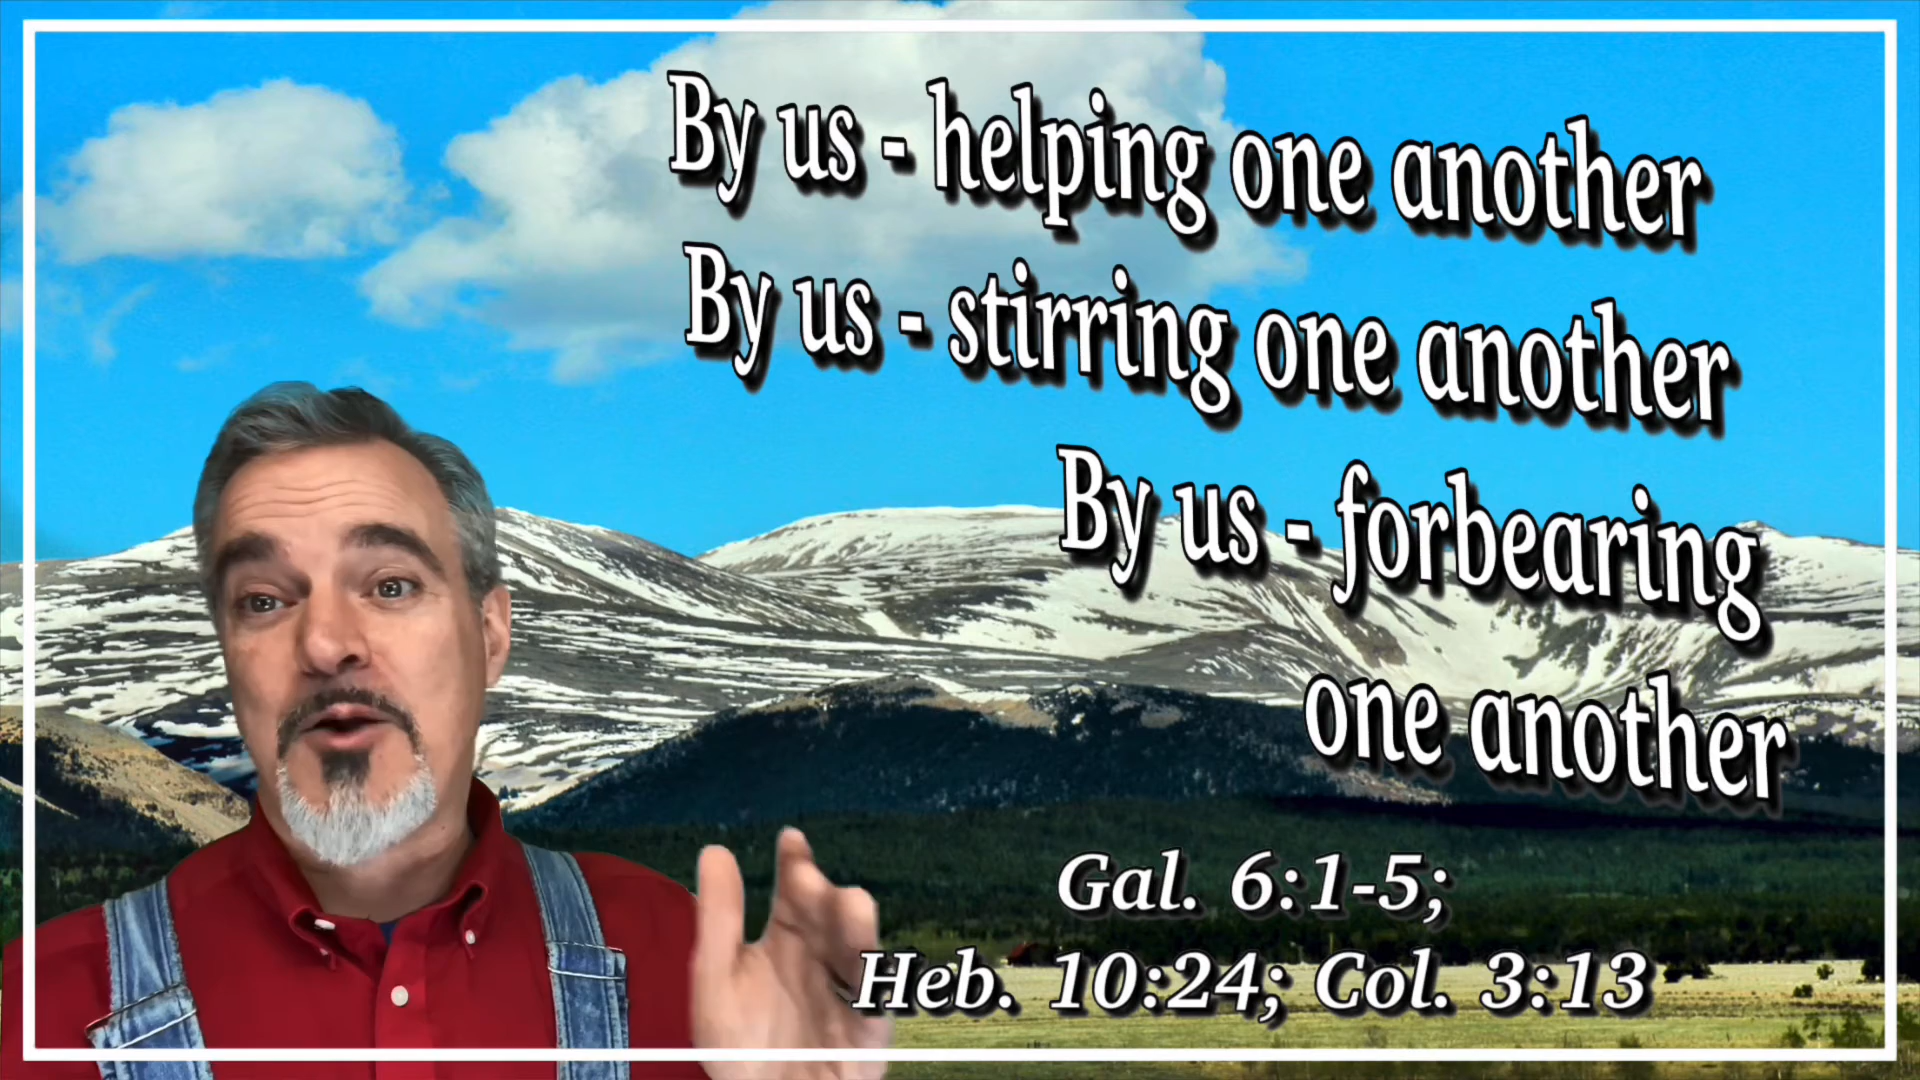 By us - helping one another
By us - stirring one another
By us - forbearing
one another
Gal. 6:1-5;
Heb. 10:24; Col. 3:13